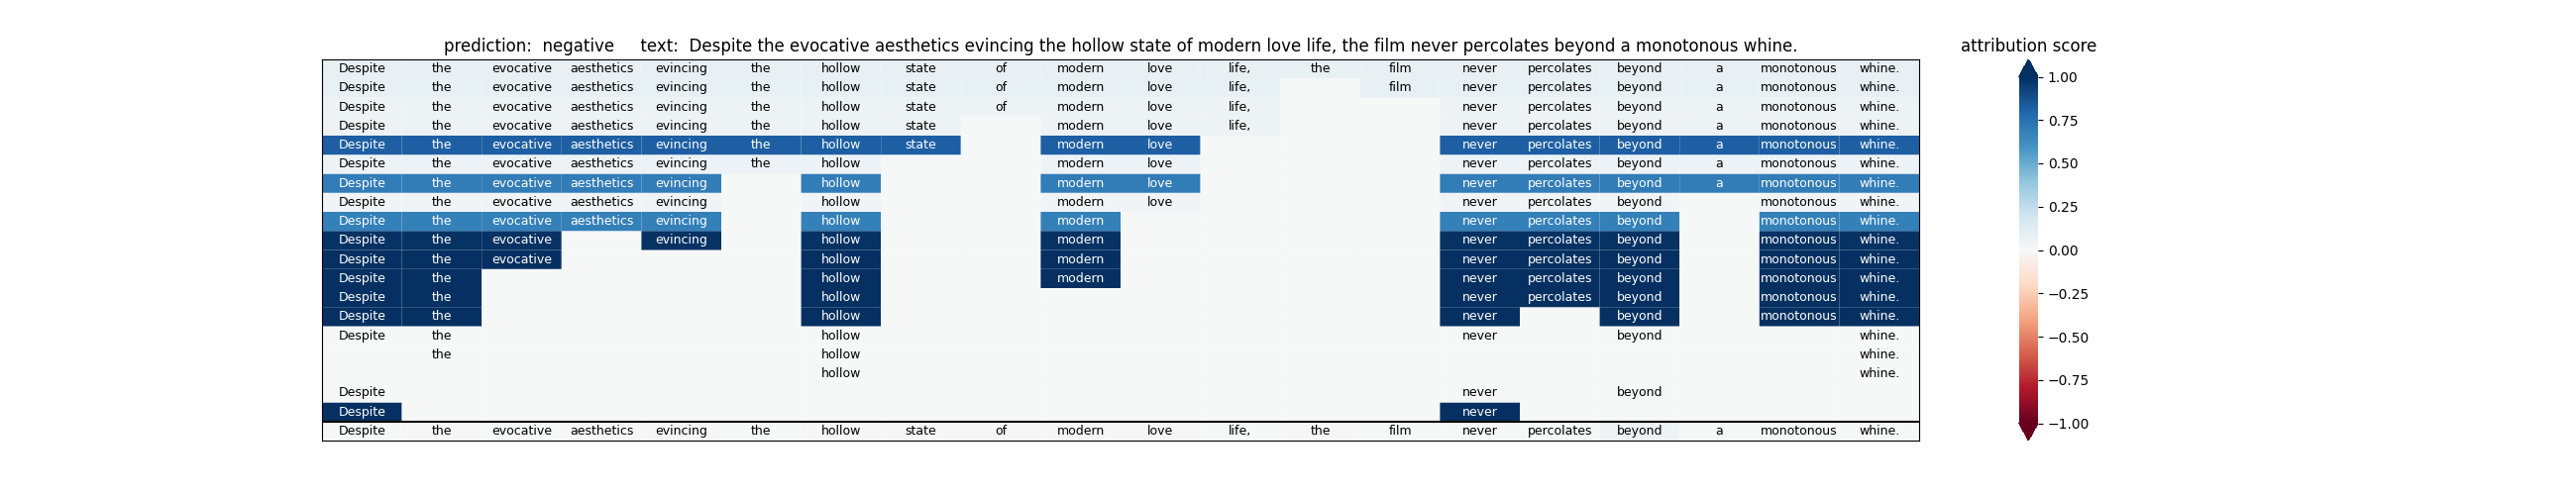 prediction: negative text: Despite the evocative aesthetics evincing the hollow state of modern love life, the film never percolates beyond a monotonous whine. attribution score
Despite the evocative aesthetics evincing the hollow state of modern love life, the film never percolates beyond a monotonous whine.
Despite the evocative aesthetics evincing the hollow state of modern love life, film never percolates beyond a monotonous whine.
Despite the evocative aesthetics evincing the hollow state of modern love life, never percolates beyond a monotonous whine.
Despite the evocative aesthetics evincing the hollow state modern love life, never percolates beyond a monotonous whine.
Despite the evocative aesthetics evincing the hollow state modern love never percolates beyond a monotonous whine.
Despite the evocative aesthetics evincing the hollow modern love never percolates beyond a monotonous whine.
Despite the evocative aesthetics evincing hollow modern love never percolates beyond a monotonous whine.
Despite the evocative aesthetics evincing hollow modern love never percolates beyond monotonous whine.
Despite the evocative aesthetics evincing hollow modern never percolates beyond monotonous whine.
Despite the evocative evincing hollow modern never percolates beyond monotonous whine.
Despite the evocative hollow modern never percolates beyond monotonous whine.
Despite the hollow modern never percolates beyond monotonous whine.
Despite the hollow never percolates beyond monotonous whine.
Despite the hollow never beyond monotonous whine.
Despite the hollow never beyond whine.
the hollow whine.
hollow whine.
Despite never beyond
Despite never
Despite the evocative aesthetics evincing the hollow state of modern love life, the film never percolates beyond a monotonous whine.
1.00
0.75
0.50
0.25
0.00
−0.25
−0.50
−0.75
−1.00